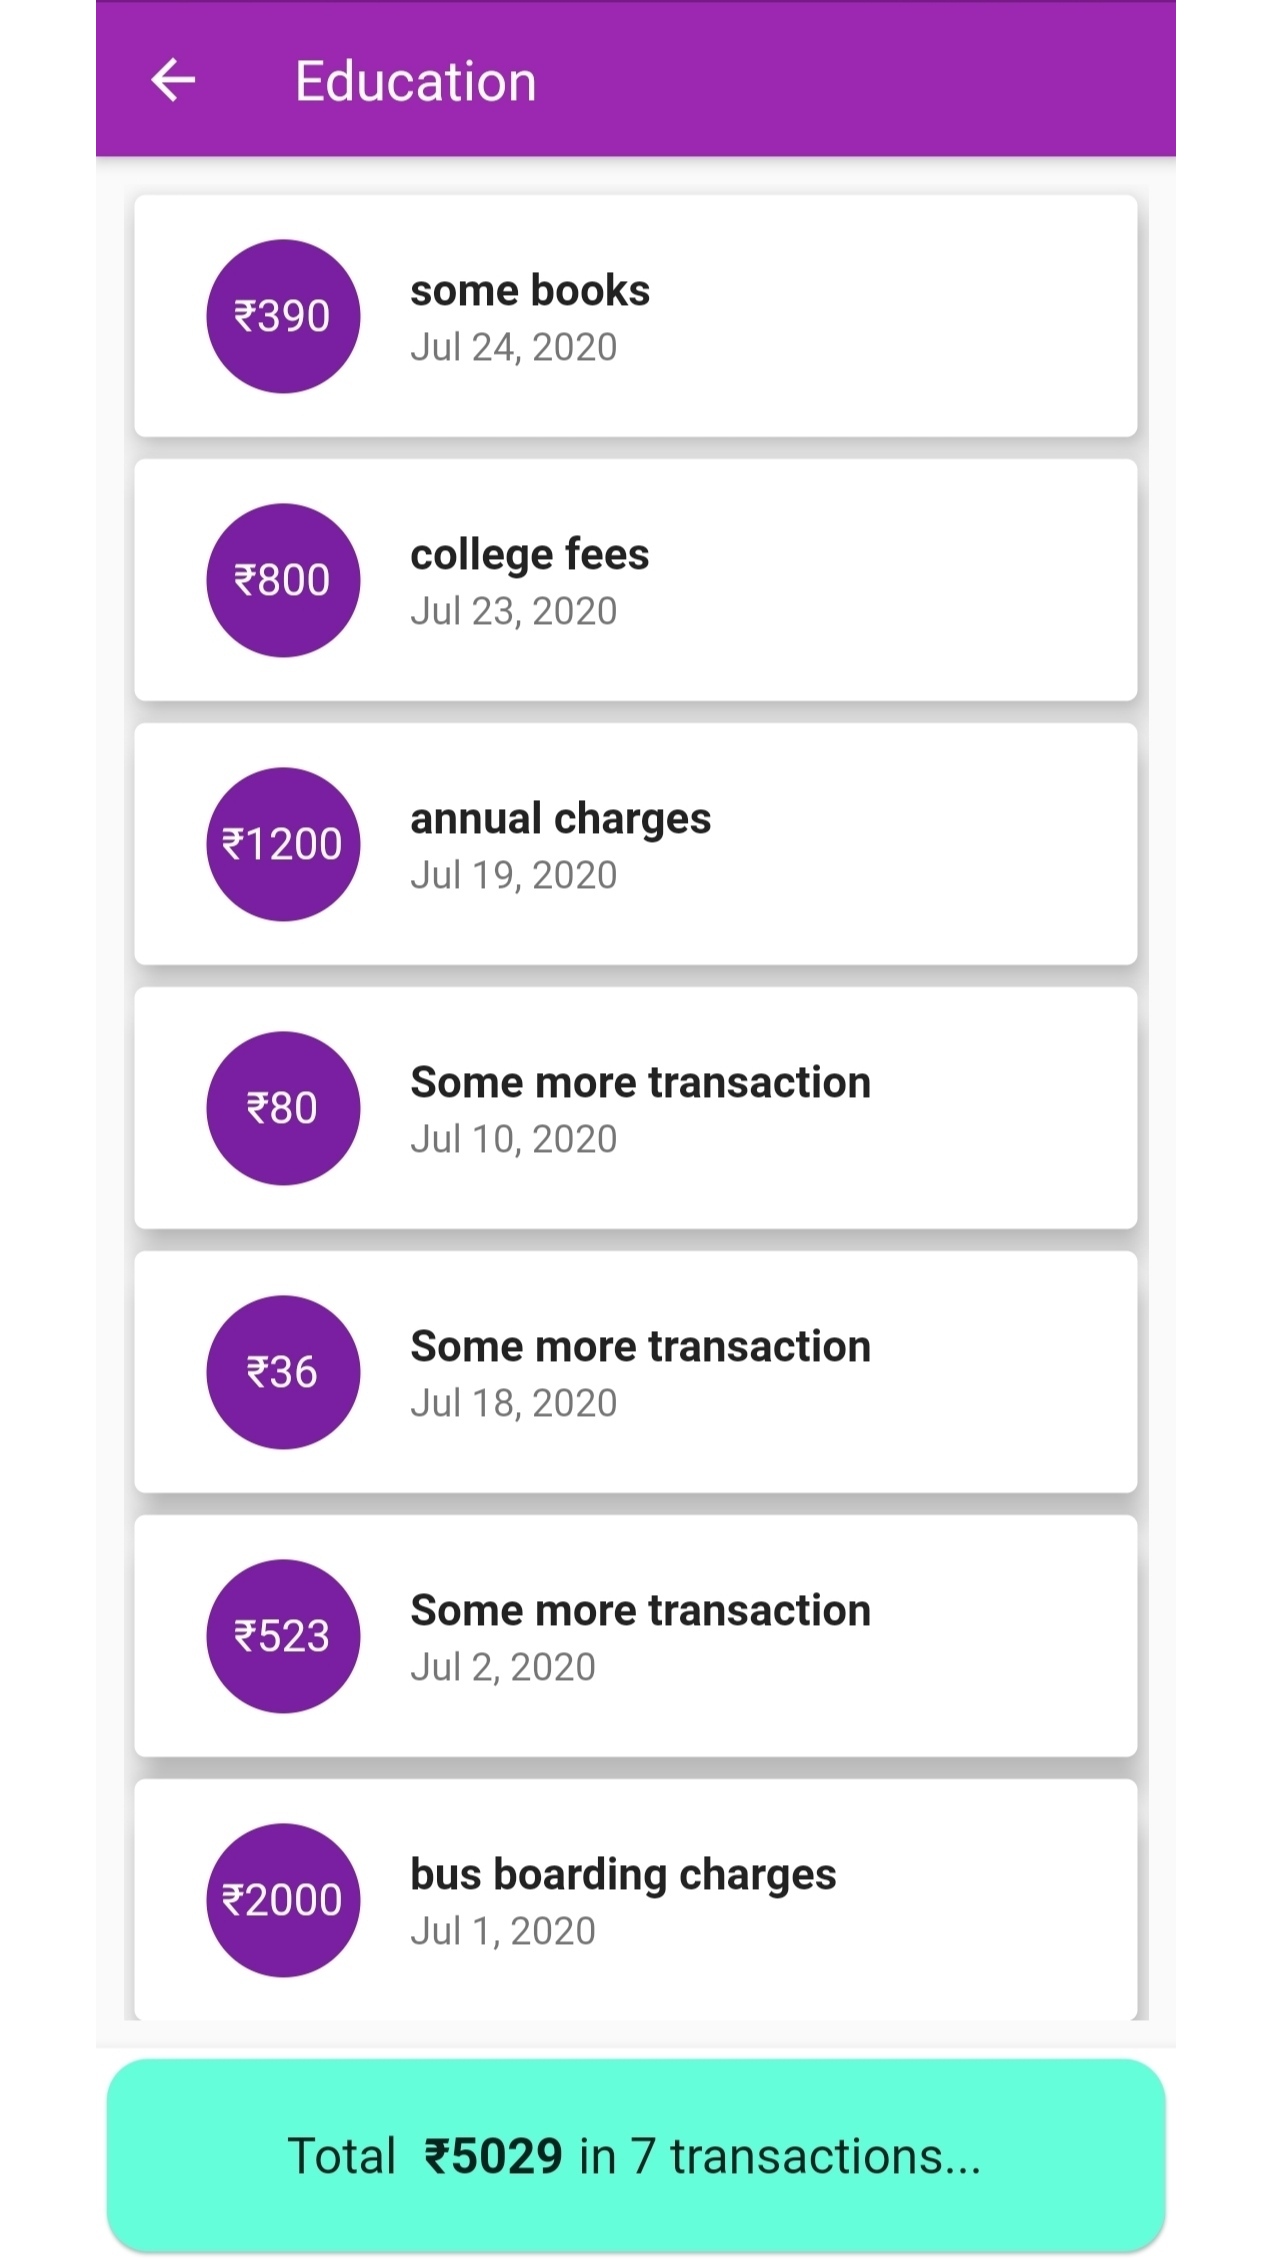 Education
₹390
some books
Jul 24, 2020
₹800
college fees
Jul 23, 2020
₹1200
annual charges
Jul 19, 2020
₹80
Some more transaction
Jul 10, 2020
₹36
Some more transaction
Jul 18, 2020
₹523
Some more transaction
Jul 2, 2020
₹2000
bus boarding charges
Jul 1, 2020
Total ₹5029 in 7 transactions...